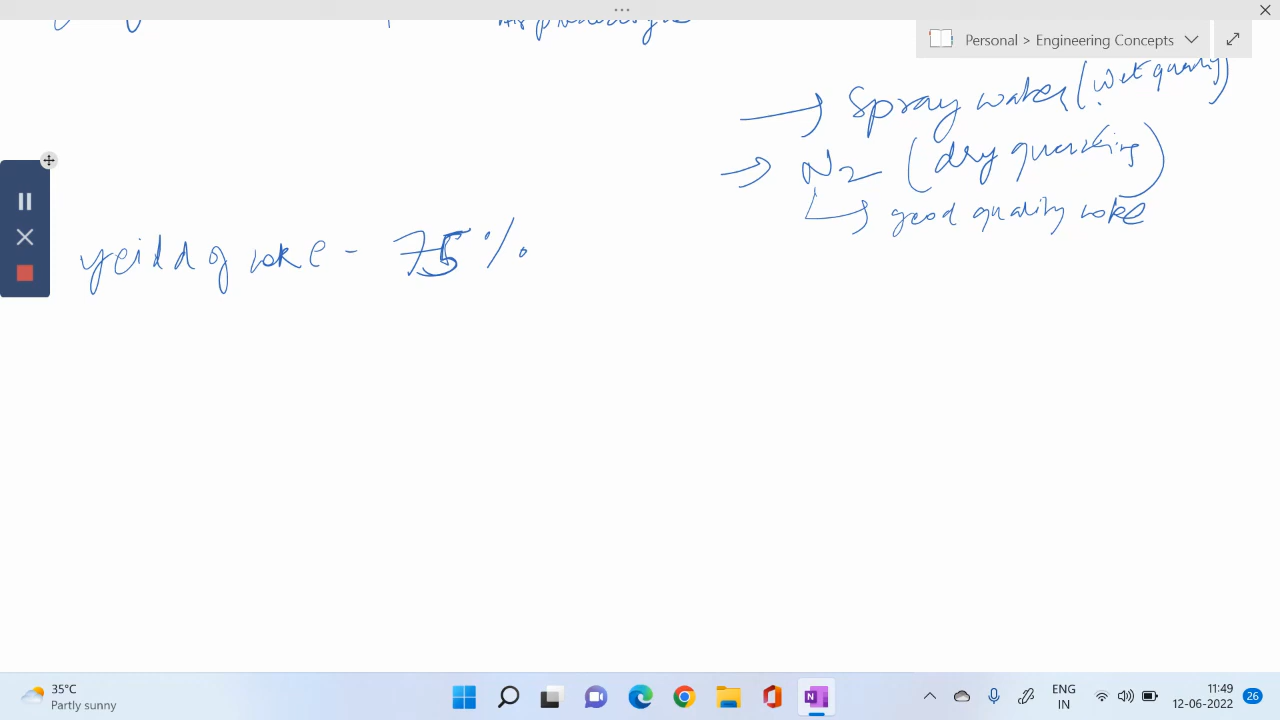 Personal > Engineering Concepts
→ Spray water (wet quenching)
→ N2 (dry quenching)
↳ good quality coke
yeild of coke - 75%
35°C
Partly sunny
ENG
IN
11:49
12-06-2022
26